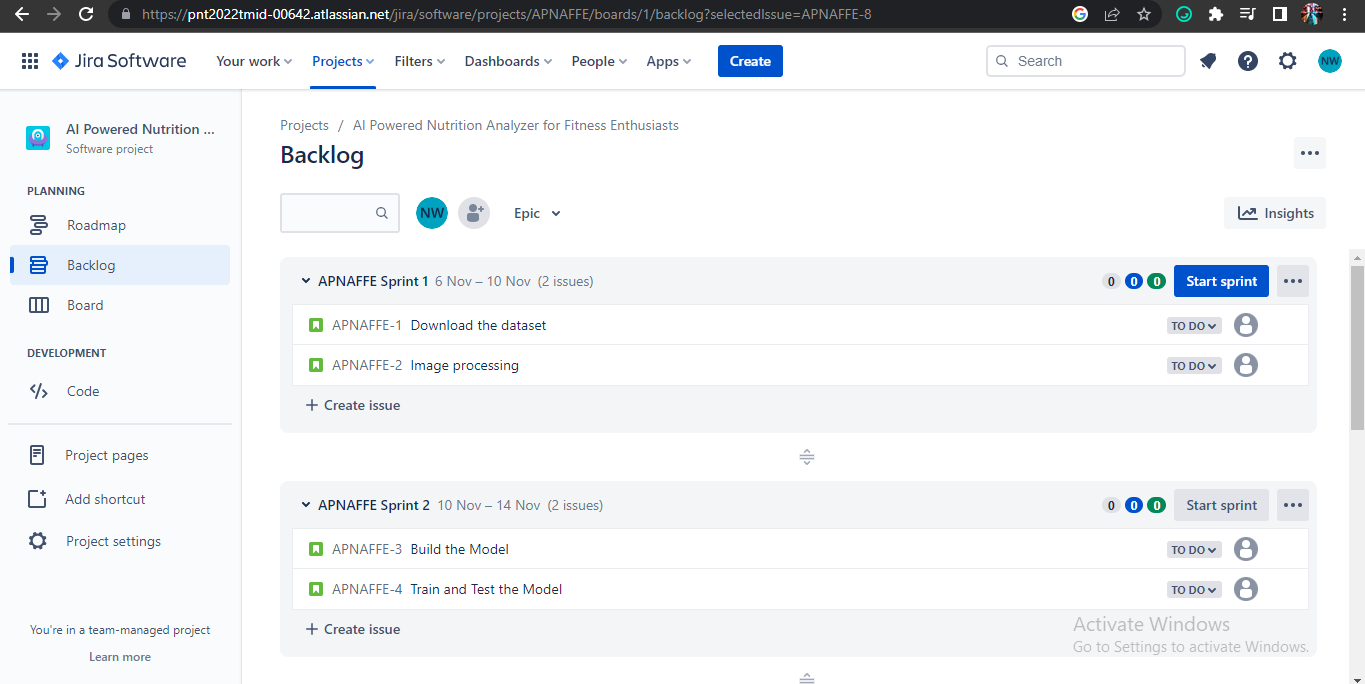 https://pnt2022tmid-00642.atlassian.net/jira/software/projects/APNAFFE/boards/1/backlog?selectedIssue=APNAFFE-8
Jira Software Your work Projects Filters Dashboards People Apps Create Search NW
AI Powered Nutrition ...
Software project
PLANNING
Roadmap
Backlog
Board
DEVELOPMENT
Code
Project pages
Add shortcut
Project settings
You're in a team-managed project
Learn more
Projects / AI Powered Nutrition Analyzer for Fitness Enthusiasts
Backlog
NW Epic Insights
APNAFFE Sprint 1 6 Nov – 10 Nov (2 issues) 0 0 0 Start sprint
APNAFFE-1 Download the dataset TO DO
APNAFFE-2 Image processing TO DO
+ Create issue
APNAFFE Sprint 2 10 Nov – 14 Nov (2 issues) 0 0 0 Start sprint
APNAFFE-3 Build the Model TO DO
APNAFFE-4 Train and Test the Model TO DO
+ Create issue
Activate Windows
Go to Settings to activate Windows.